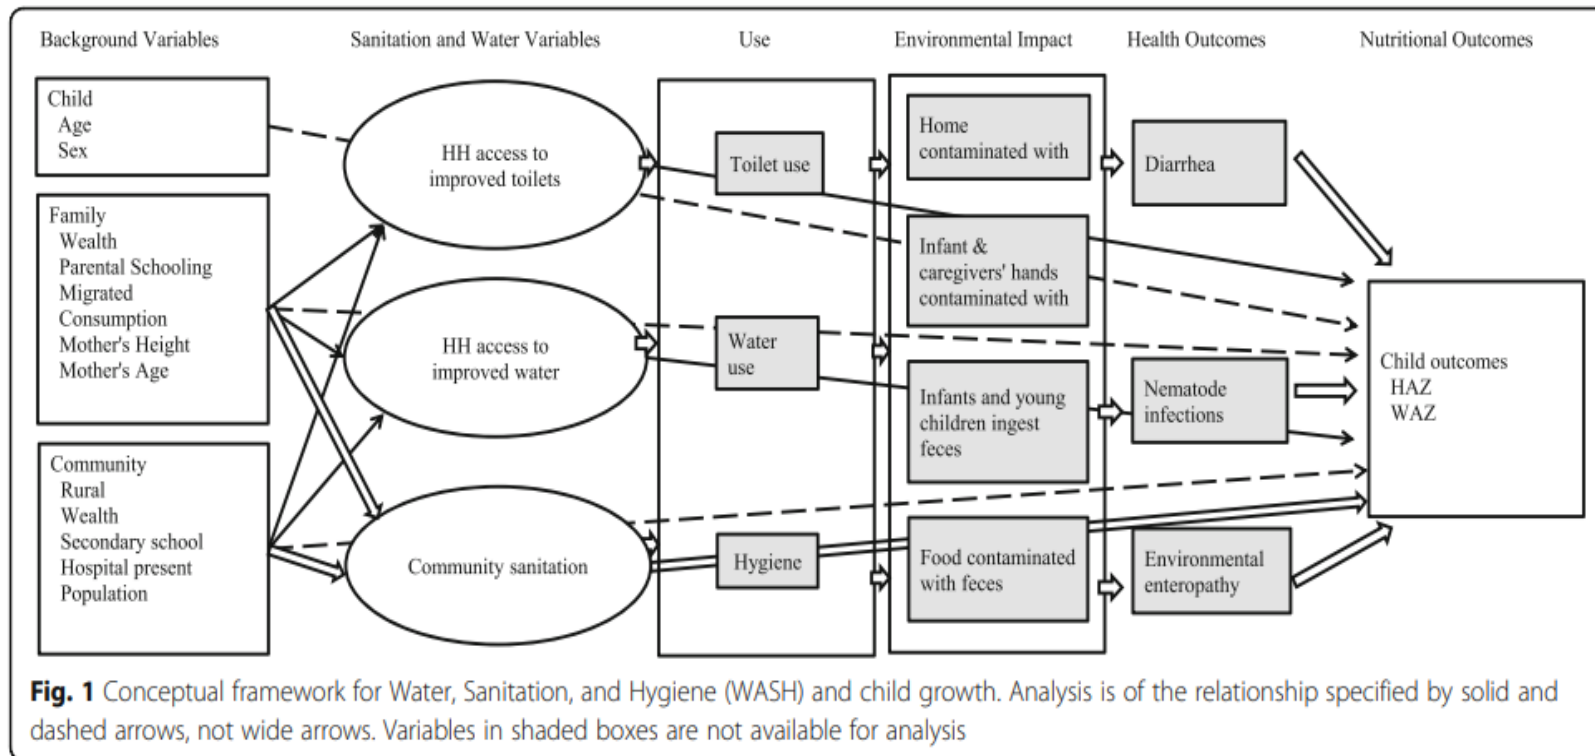 Background Variables
Sanitation and Water Variables
Use
Environmental Impact
Health Outcomes
Nutritional Outcomes
Child
Age
Sex
Family
Wealth
Parental Schooling
Migrated
Consumption
Mother's Height
Mother's Age
Community
Rural
Wealth
Secondary school
Hospital present
Population
HH access to
improved toilets
HH access to
improved water
Community sanitation
Toilet use
Water
use
Hygiene
Home
contaminated with
Infant &
caregivers' hands
contaminated with
Infants and young
children ingest
feces
Food contaminated
with feces
Diarrhea
Nematode
infections
Environmental
enteropathy
Child outcomes
HAZ
WAZ
Fig. 1 Conceptual framework for Water, Sanitation, and Hygiene (WASH) and child growth. Analysis is of the relationship specified by solid and
dashed arrows, not wide arrows. Variables in shaded boxes are not available for analysis